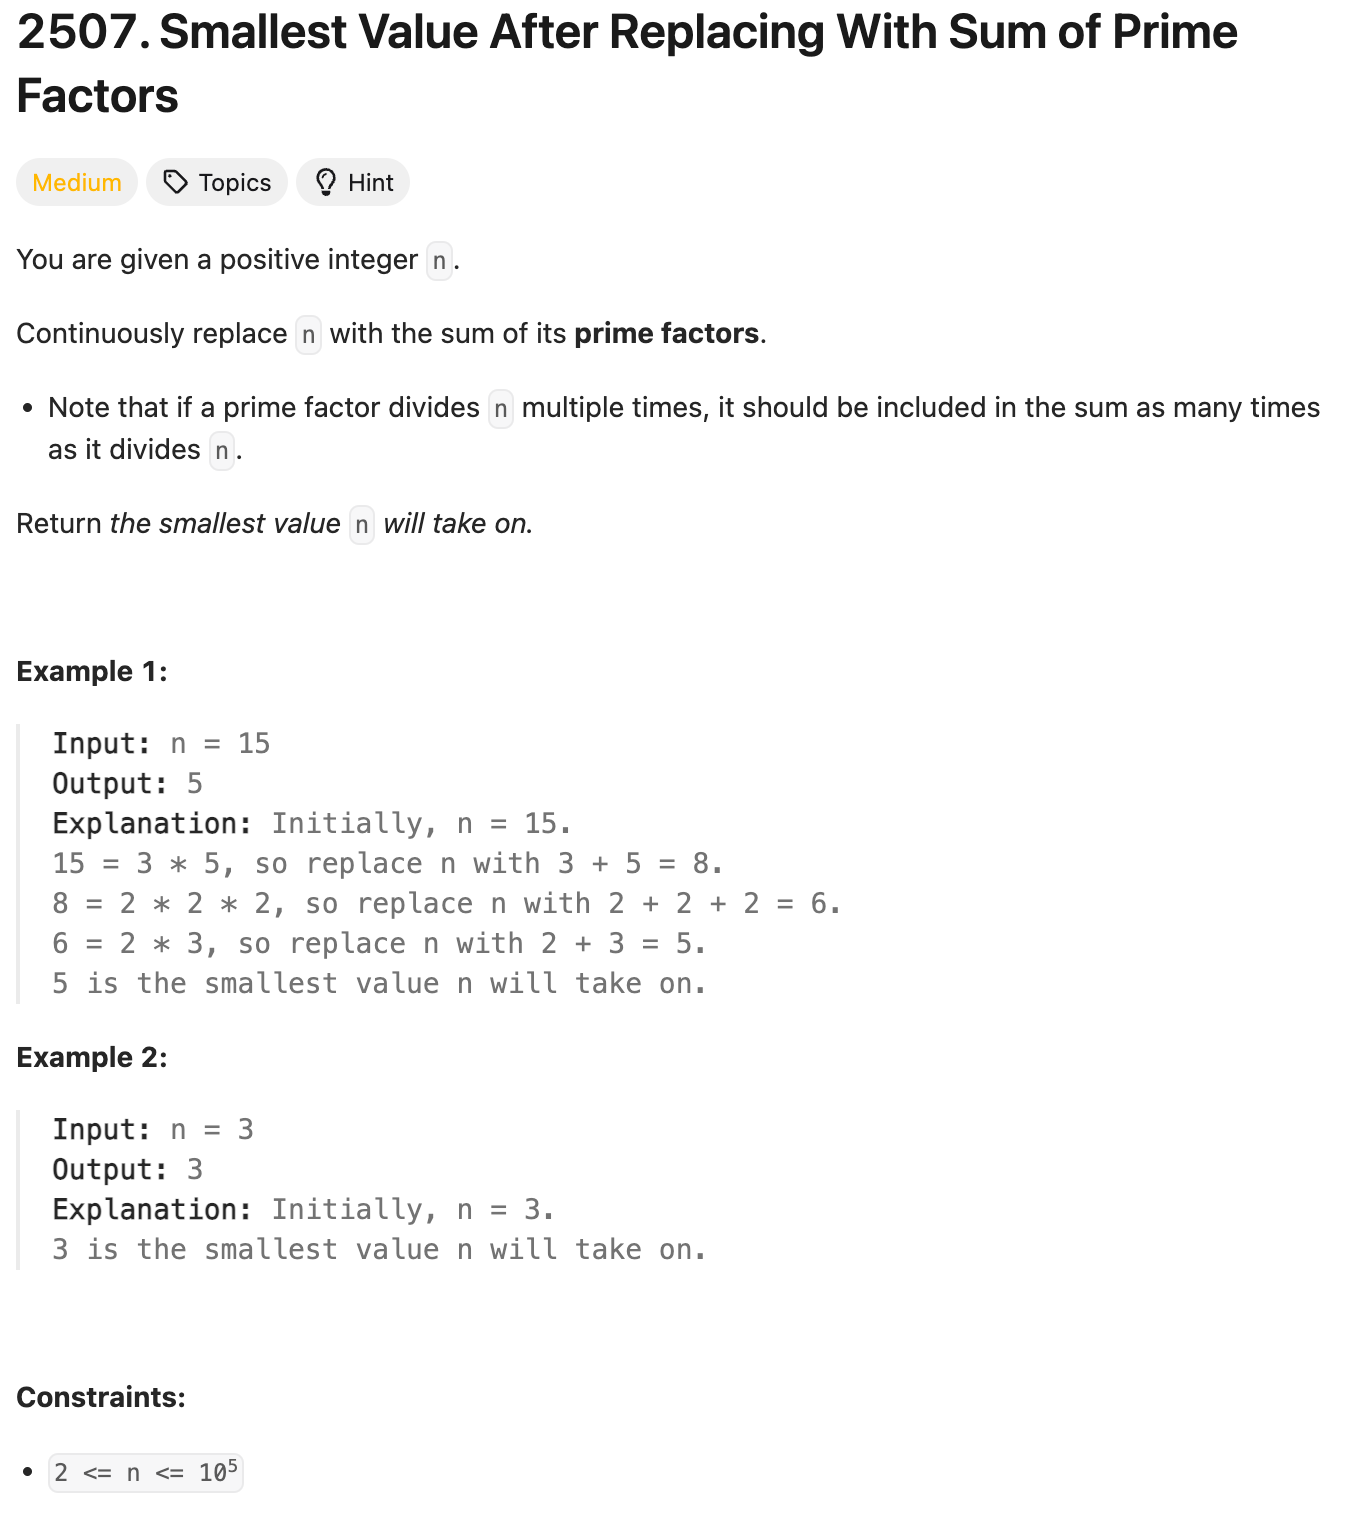 2507. Smallest Value After Replacing With Sum of Prime
Factors
Medium Topics Hint
You are given a positive integer n.
Continuously replace n with the sum of its prime factors.
• Note that if a prime factor divides n multiple times, it should be included in the sum as many times
as it divides n.
Return the smallest value n will take on.
Example 1:
Input: n = 15
Output: 5
Explanation: Initially, n = 15.
15 = 3 * 5, so replace n with 3 + 5 = 8.
8 = 2 * 2 * 2, so replace n with 2 + 2 + 2 = 6.
6 = 2 * 3, so replace n with 2 + 3 = 5.
5 is the smallest value n will take on.
Example 2:
Input: n = 3
Output: 3
Explanation: Initially, n = 3.
3 is the smallest value n will take on.
Constraints:
• 2 <= n <= 10⁵